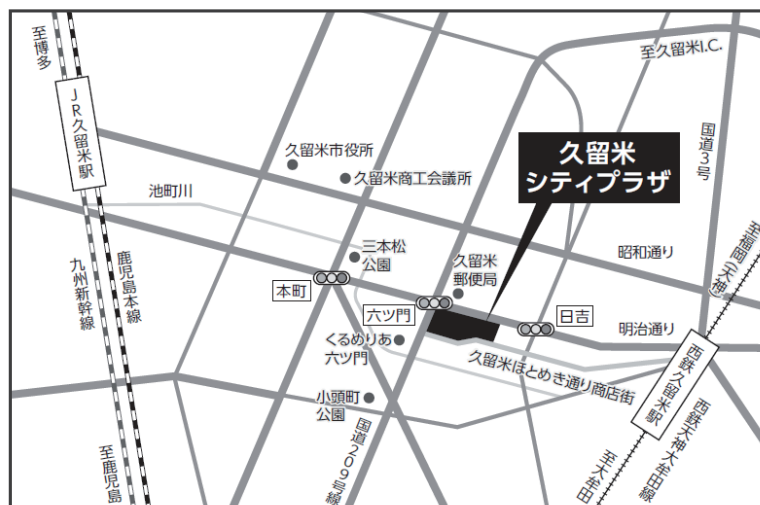 至博多
JR久留米駅
至久留米I.C.
国道3号
久留米
シティプラザ
久留米市役所
久留米商工会議所
池町川
三本松
公園
久留米
郵便局
昭和通り
至福岡(天神)
鹿児島本線
九州新幹線
本町
六ツ門
日吉
明治通り
くるめりあ
六ツ門
久留米ほとめき通り商店街
西鉄久留米駅
小頭町
公園
国道209号線
西鉄天神大牟田線
至大牟田
至鹿児島